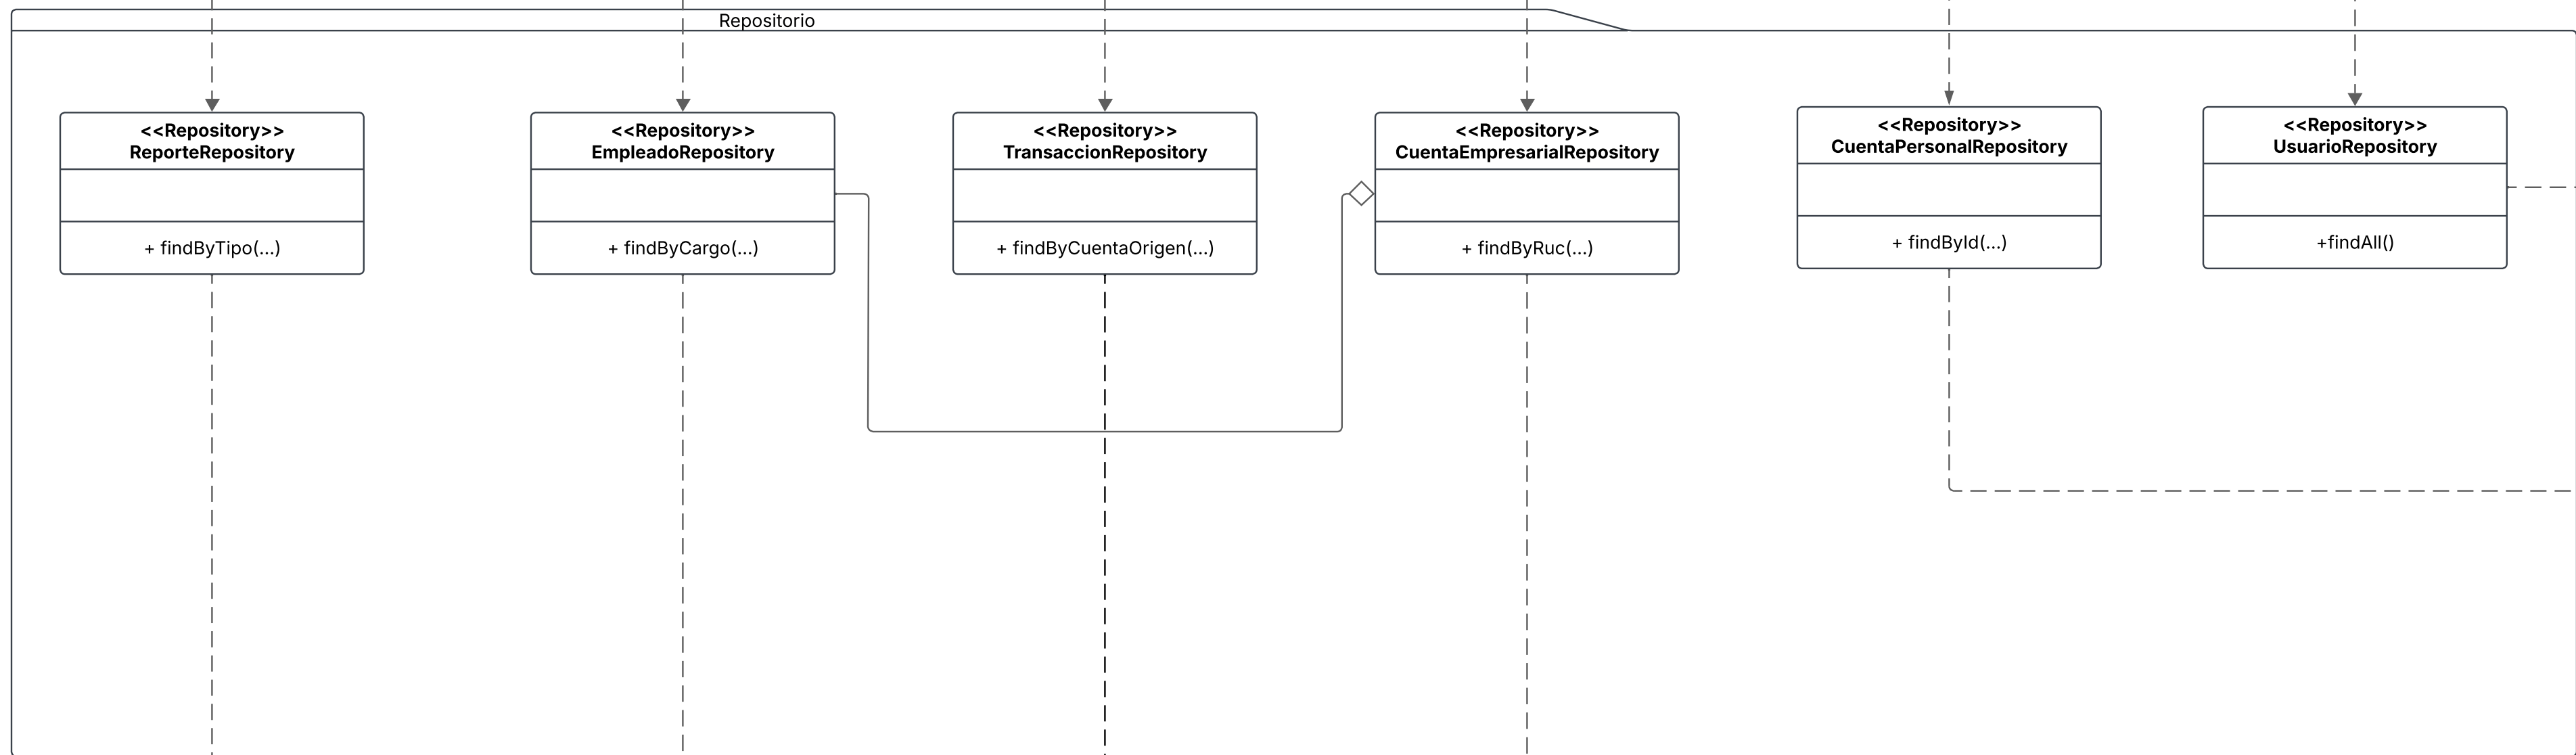 Repositorio
<<Repository>>
ReporteRepository
+ findByTipo(...)
<<Repository>>
EmpleadoRepository
+ findByCargo(...)
<<Repository>>
TransaccionRepository
+ findByCuentaOrigen(...)
<<Repository>>
CuentaEmpresarialRepository
+ findByRuc(...)
<<Repository>>
CuentaPersonalRepository
+ findById(...)
<<Repository>>
UsuarioRepository
+findAll()